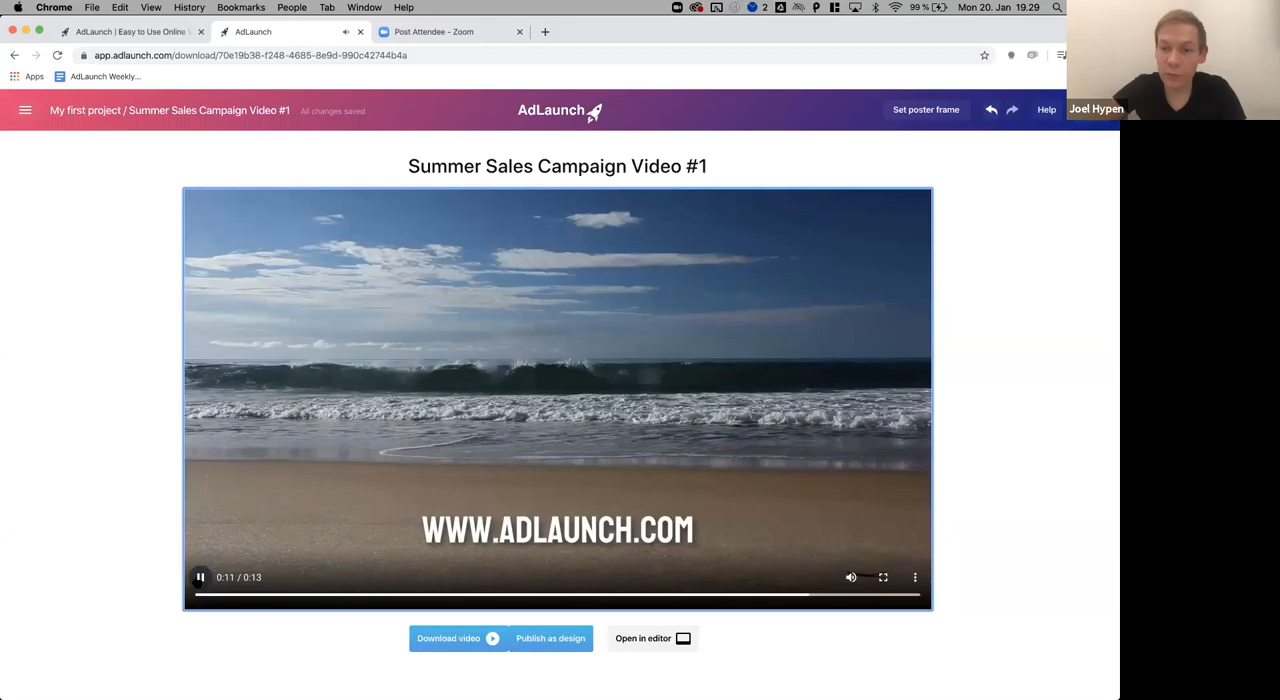 Chrome File Edit View History Bookmarks People Tab Window Help 2 99 % Mon 20. Jan 19.29
AdLaunch | Easy to Use Online AdLaunch Post Attendee - Zoom
app.adlaunch.com/download/70e19b38-f248-4685-8e9d-990c42744b4a
Apps AdLaunch Weekly...
Joel Hypen
My first project / Summer Sales Campaign Video #1 All changes saved AdLaunch Set poster frame Help
Summer Sales Campaign Video #1
WWW.ADLAUNCH.COM
0:11 / 0:13
Download video Publish as design Open in editor